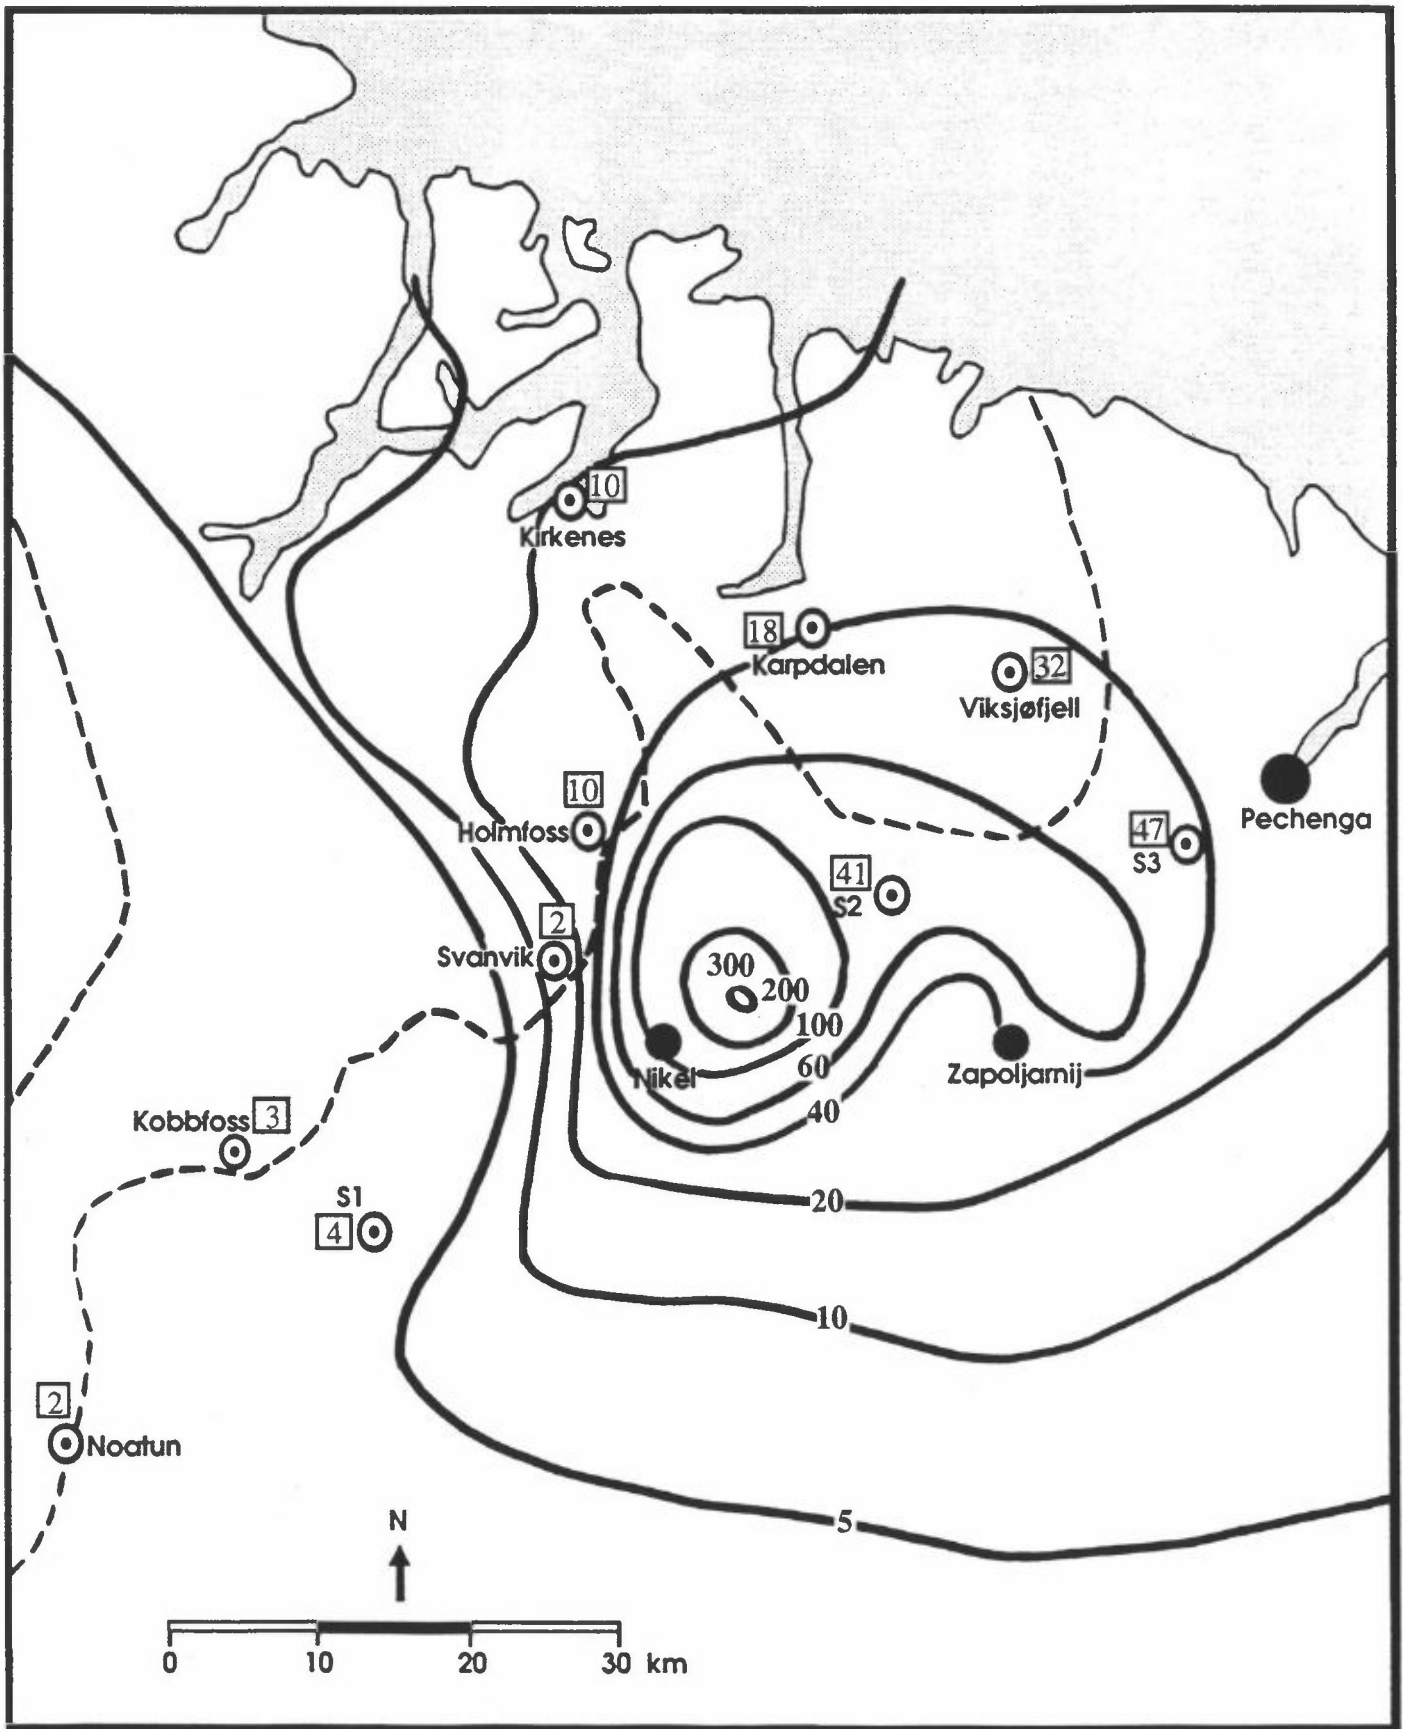 10
Kirkenes
18
Karpdalen
32
Viksjøfjell
10
Holmfoss
Pechenga
47
S3
41
S2
2
Svanvik
300
200
100
Nikel
60
Zapoljarnij
40
Kobbfoss 3
S1
4
20
10
2
Noatun
5
N
0 10 20 30 km